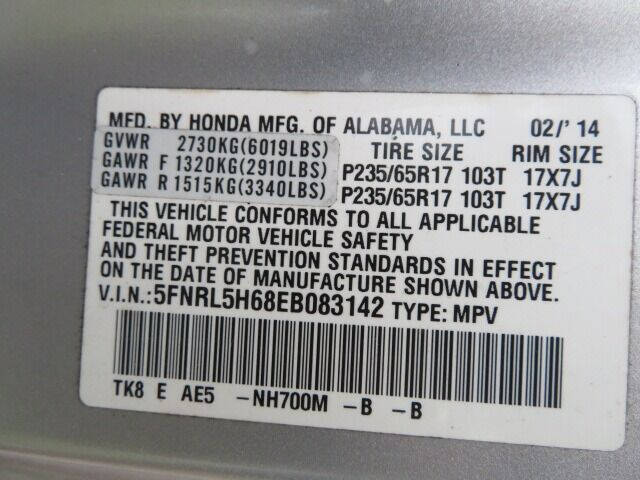 MFD. BY HONDA MFG. OF ALABAMA, LLC 02/' 14
GVWR 2730KG(6019LBS) TIRE SIZE RIM SIZE
GAWR F 1320KG(2910LBS) P235/65R17 103T 17X7J
GAWR R 1515KG(3340LBS) P235/65R17 103T 17X7J
THIS VEHICLE CONFORMS TO ALL APPLICABLE
FEDERAL MOTOR VEHICLE SAFETY
AND THEFT PREVENTION STANDARDS IN EFFECT
ON THE DATE OF MANUFACTURE SHOWN ABOVE.
V.I.N.:5FNRL5H68EB083142 TYPE: MPV
TK8 E AE5 -NH700M -B -B